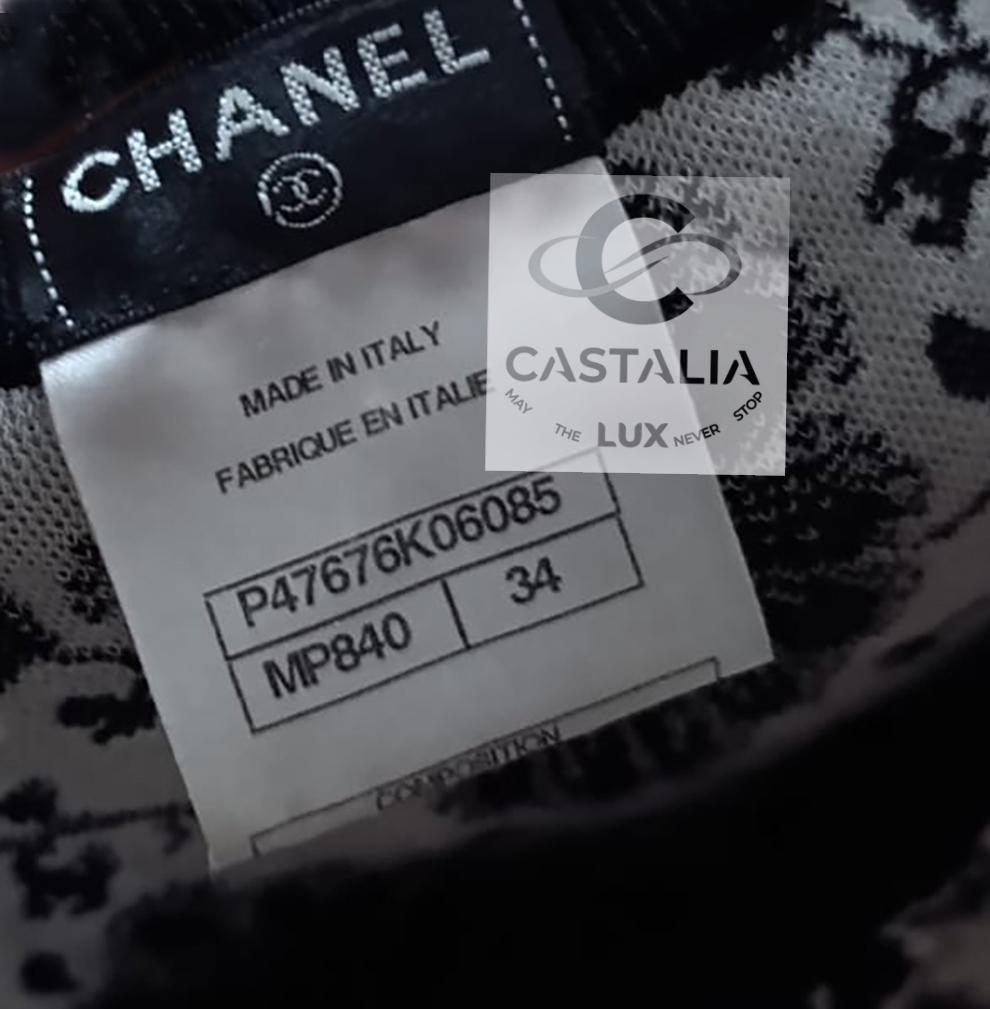 CHANEL
MADE IN ITALY
FABRIQUE EN ITALIE
CASTALIA
MAY THE LUX NEVER STOP
P47676K06085
MP840 34
COMPOSITION